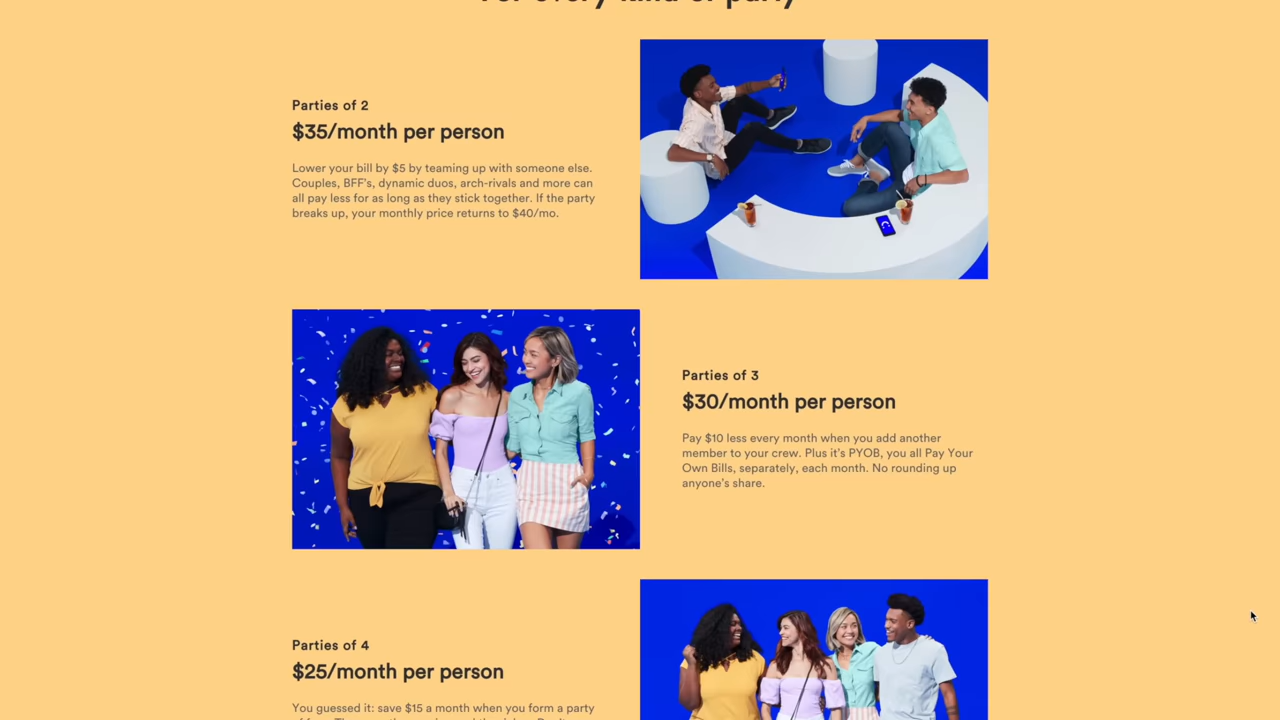 For every kind of party
Parties of 2
$35/month per person
Lower your bill by $5 by teaming up with someone else.
Couples, BFF's, dynamic duos, arch-rivals and more can
all pay less for as long as they stick together. If the party
breaks up, your monthly price returns to $40/mo.
Parties of 3
$30/month per person
Pay $10 less every month when you add another
member to your crew. Plus it's PYOB, you all Pay Your
Own Bills, separately, each month. No rounding up
anyone's share.
Parties of 4
$25/month per person
You guessed it: save $15 a month when you form a party